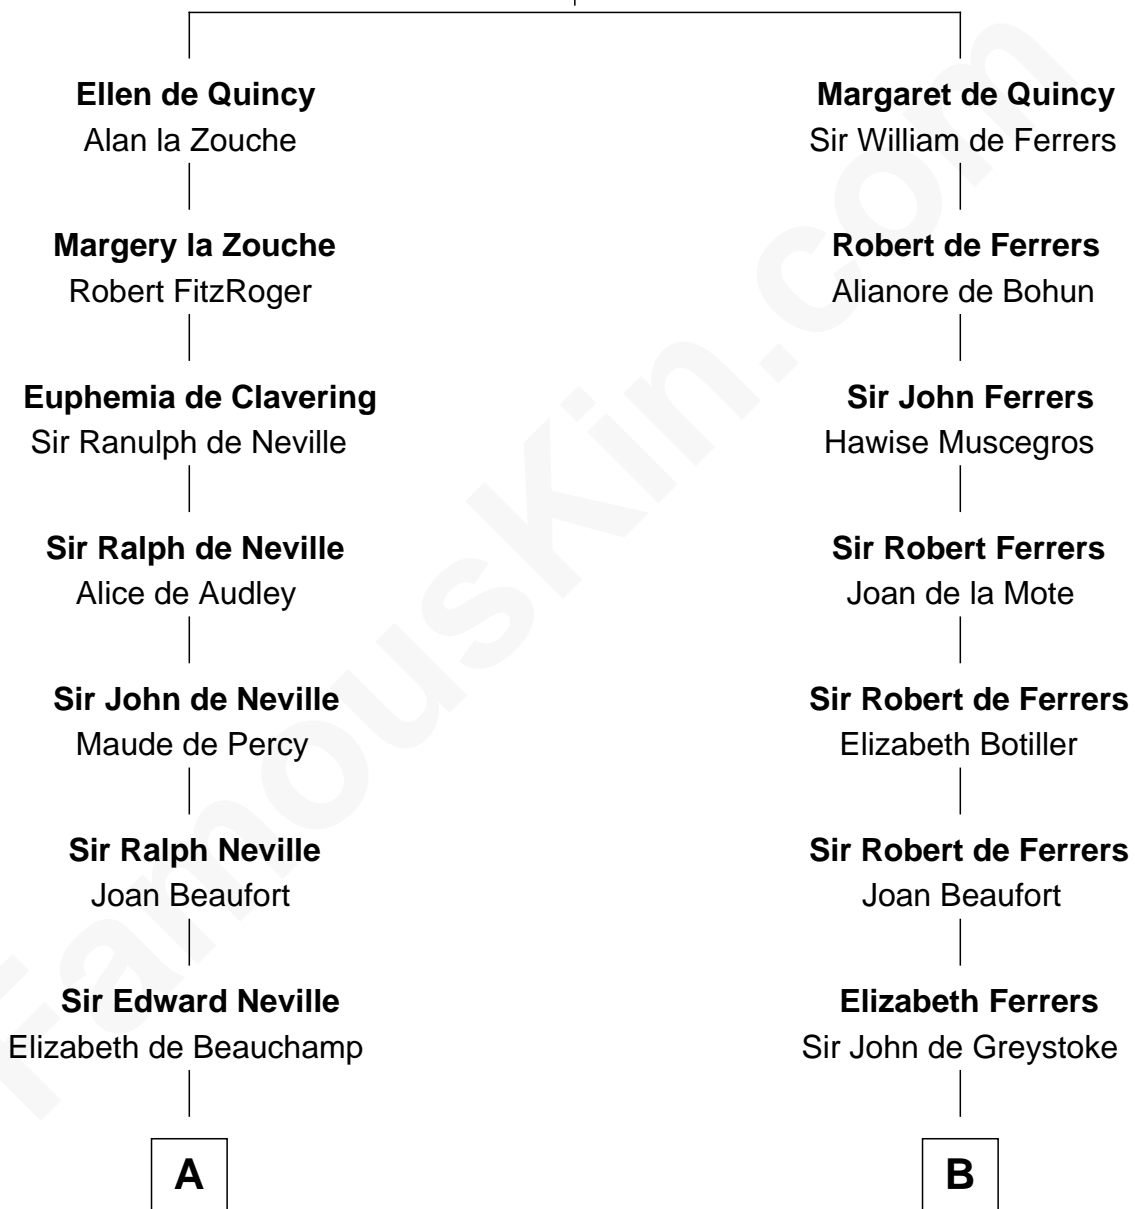 Ellen de Quincy
Alan la Zouche
Margery la Zouche
Robert FitzRoger
Euphemia de Clavering
Sir Ranulph de Neville
Sir Ralph de Neville
Alice de Audley
Sir John de Neville
Maude de Percy
Sir Ralph Neville
Joan Beaufort
Sir Edward Neville
Elizabeth de Beauchamp
A
Margaret de Quincy
Sir William de Ferrers
Robert de Ferrers
Alianore de Bohun
Sir John Ferrers
Hawise Muscegros
Sir Robert Ferrers
Joan de la Mote
Sir Robert de Ferrers
Elizabeth Botiller
Sir Robert de Ferrers
Joan Beaufort
Elizabeth Ferrers
Sir John de Greystoke
B
FamousKin.com